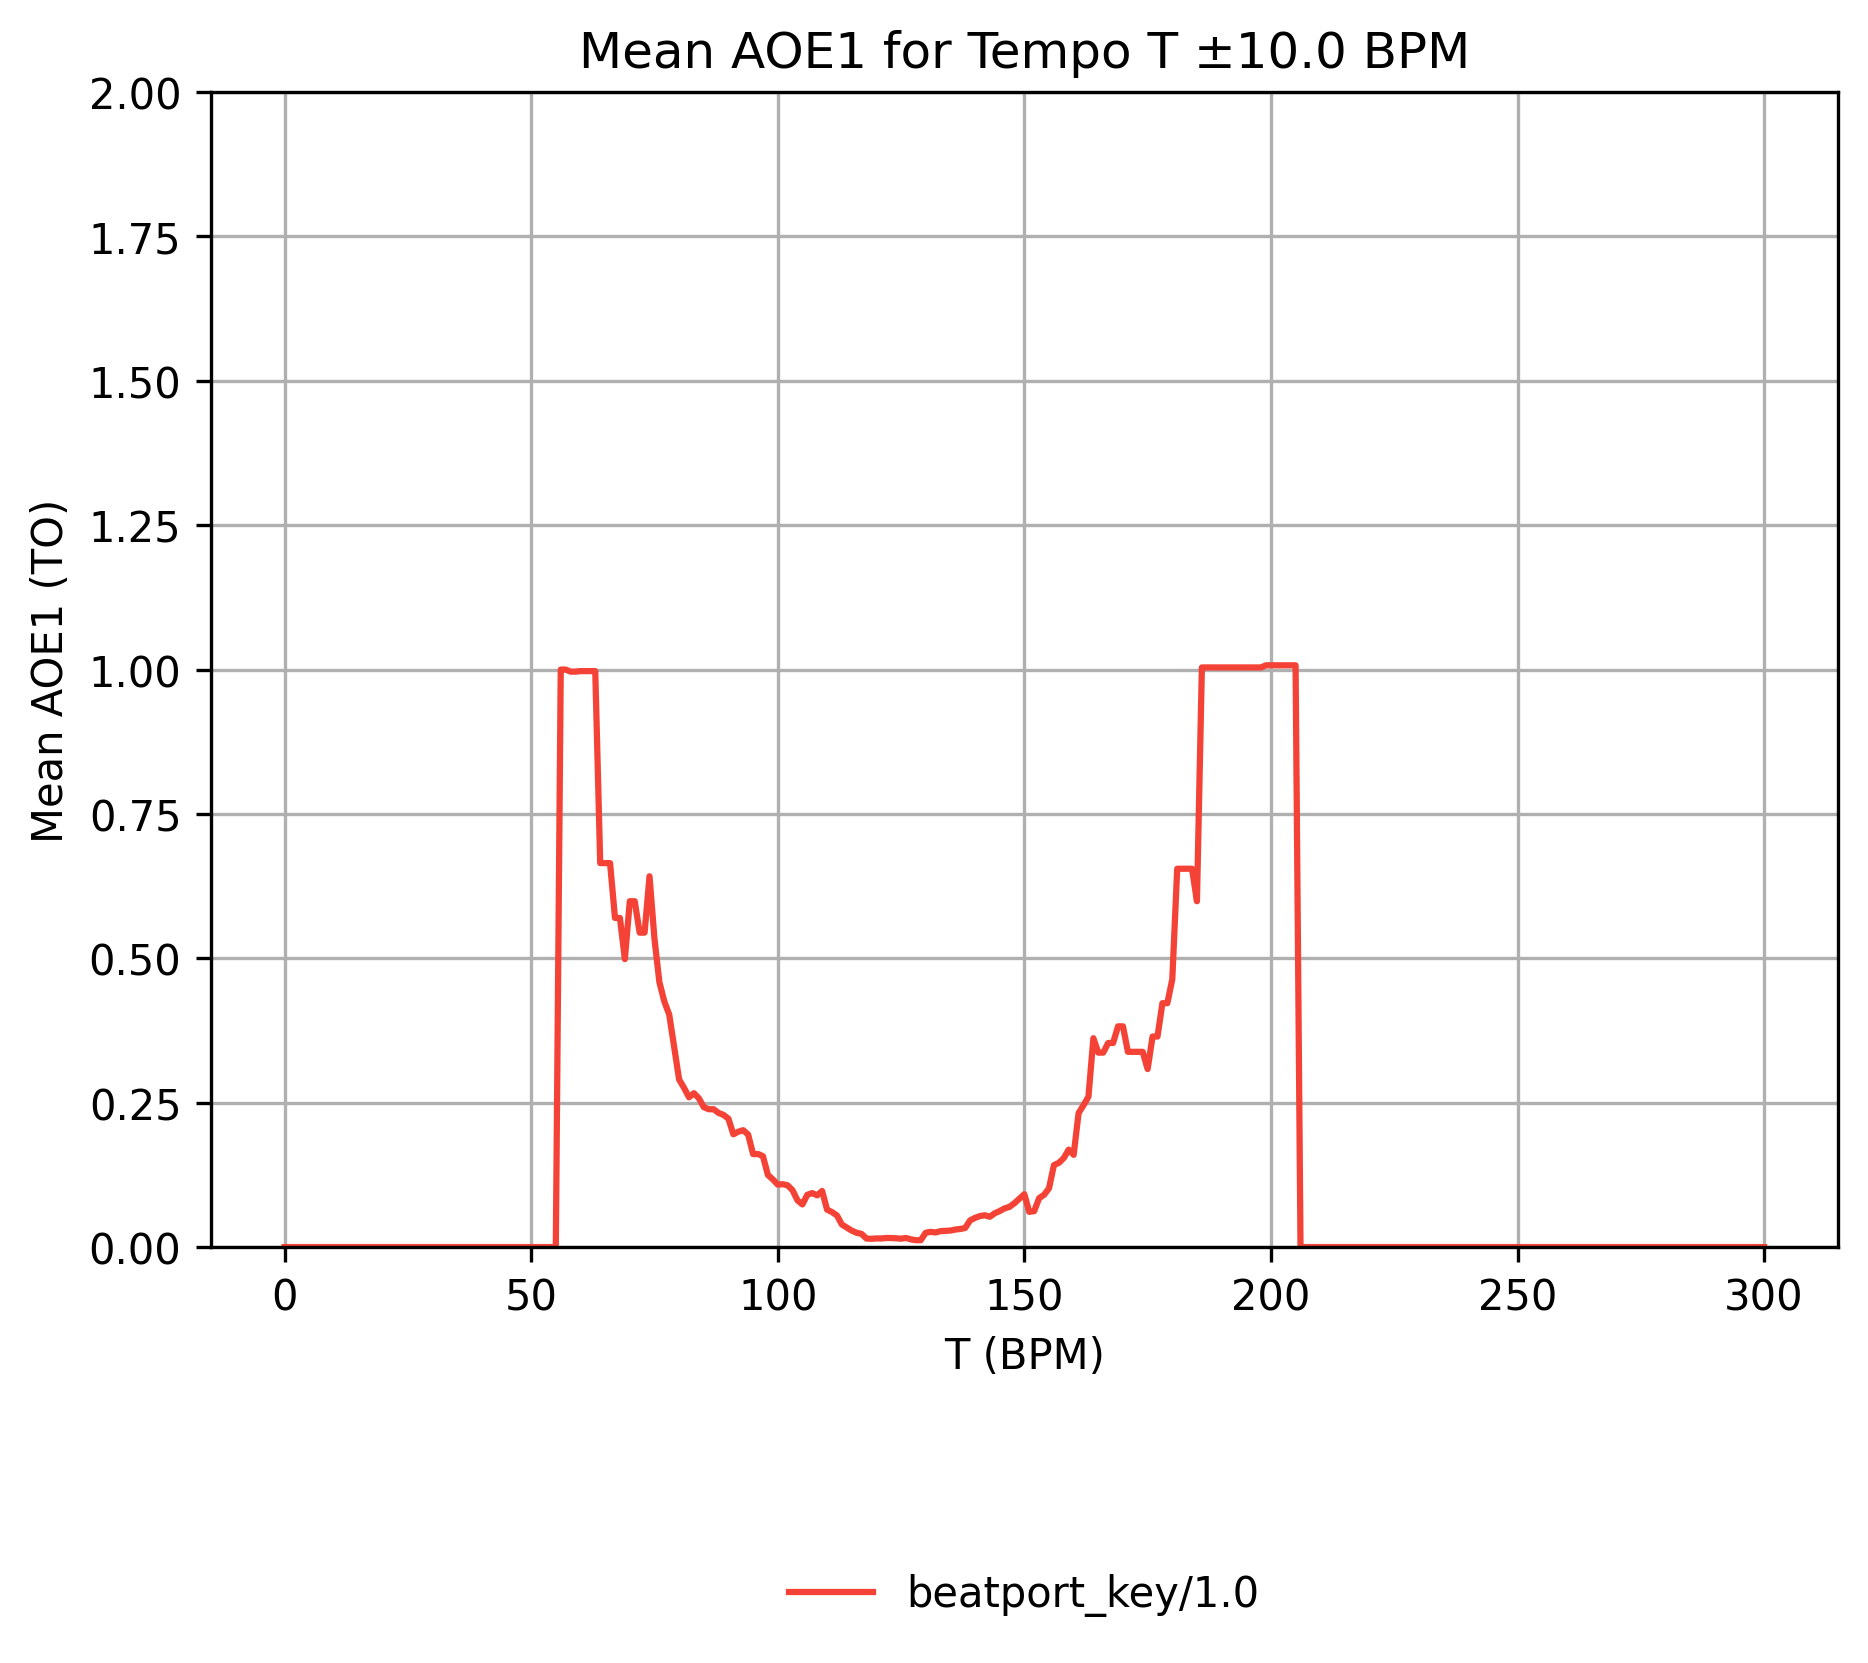 Mean AOE1 for Tempo T ±10.0 BPM
Mean AOE1 (TO)
2.00
1.75
1.50
1.25
1.00
0.75
0.50
0.25
0.00
0 50 100 150 200 250 300
T (BPM)
beatport_key/1.0